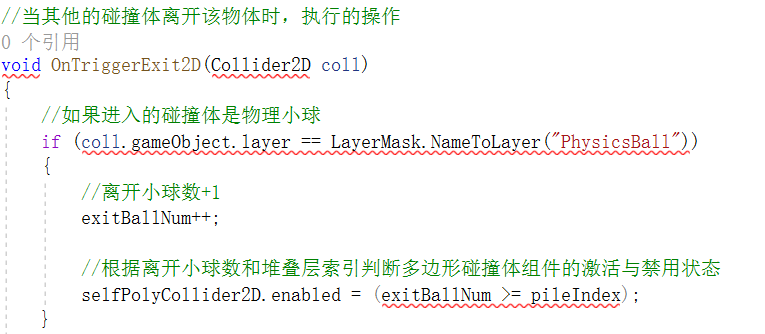 //当其他的碰撞体离开该物体时，执行的操作
0 个引用
void OnTriggerExit2D(Collider2D coll)
{
//如果进入的碰撞体是物理小球
if (coll.gameObject.layer == LayerMask.NameToLayer("PhysicsBall"))
{
//离开小球数+1
exitBallNum++;
//根据离开小球数和堆叠层索引判断多边形碰撞体组件的激活与禁用状态
selfPolyCollider2D.enabled = (exitBallNum >= pileIndex);
}